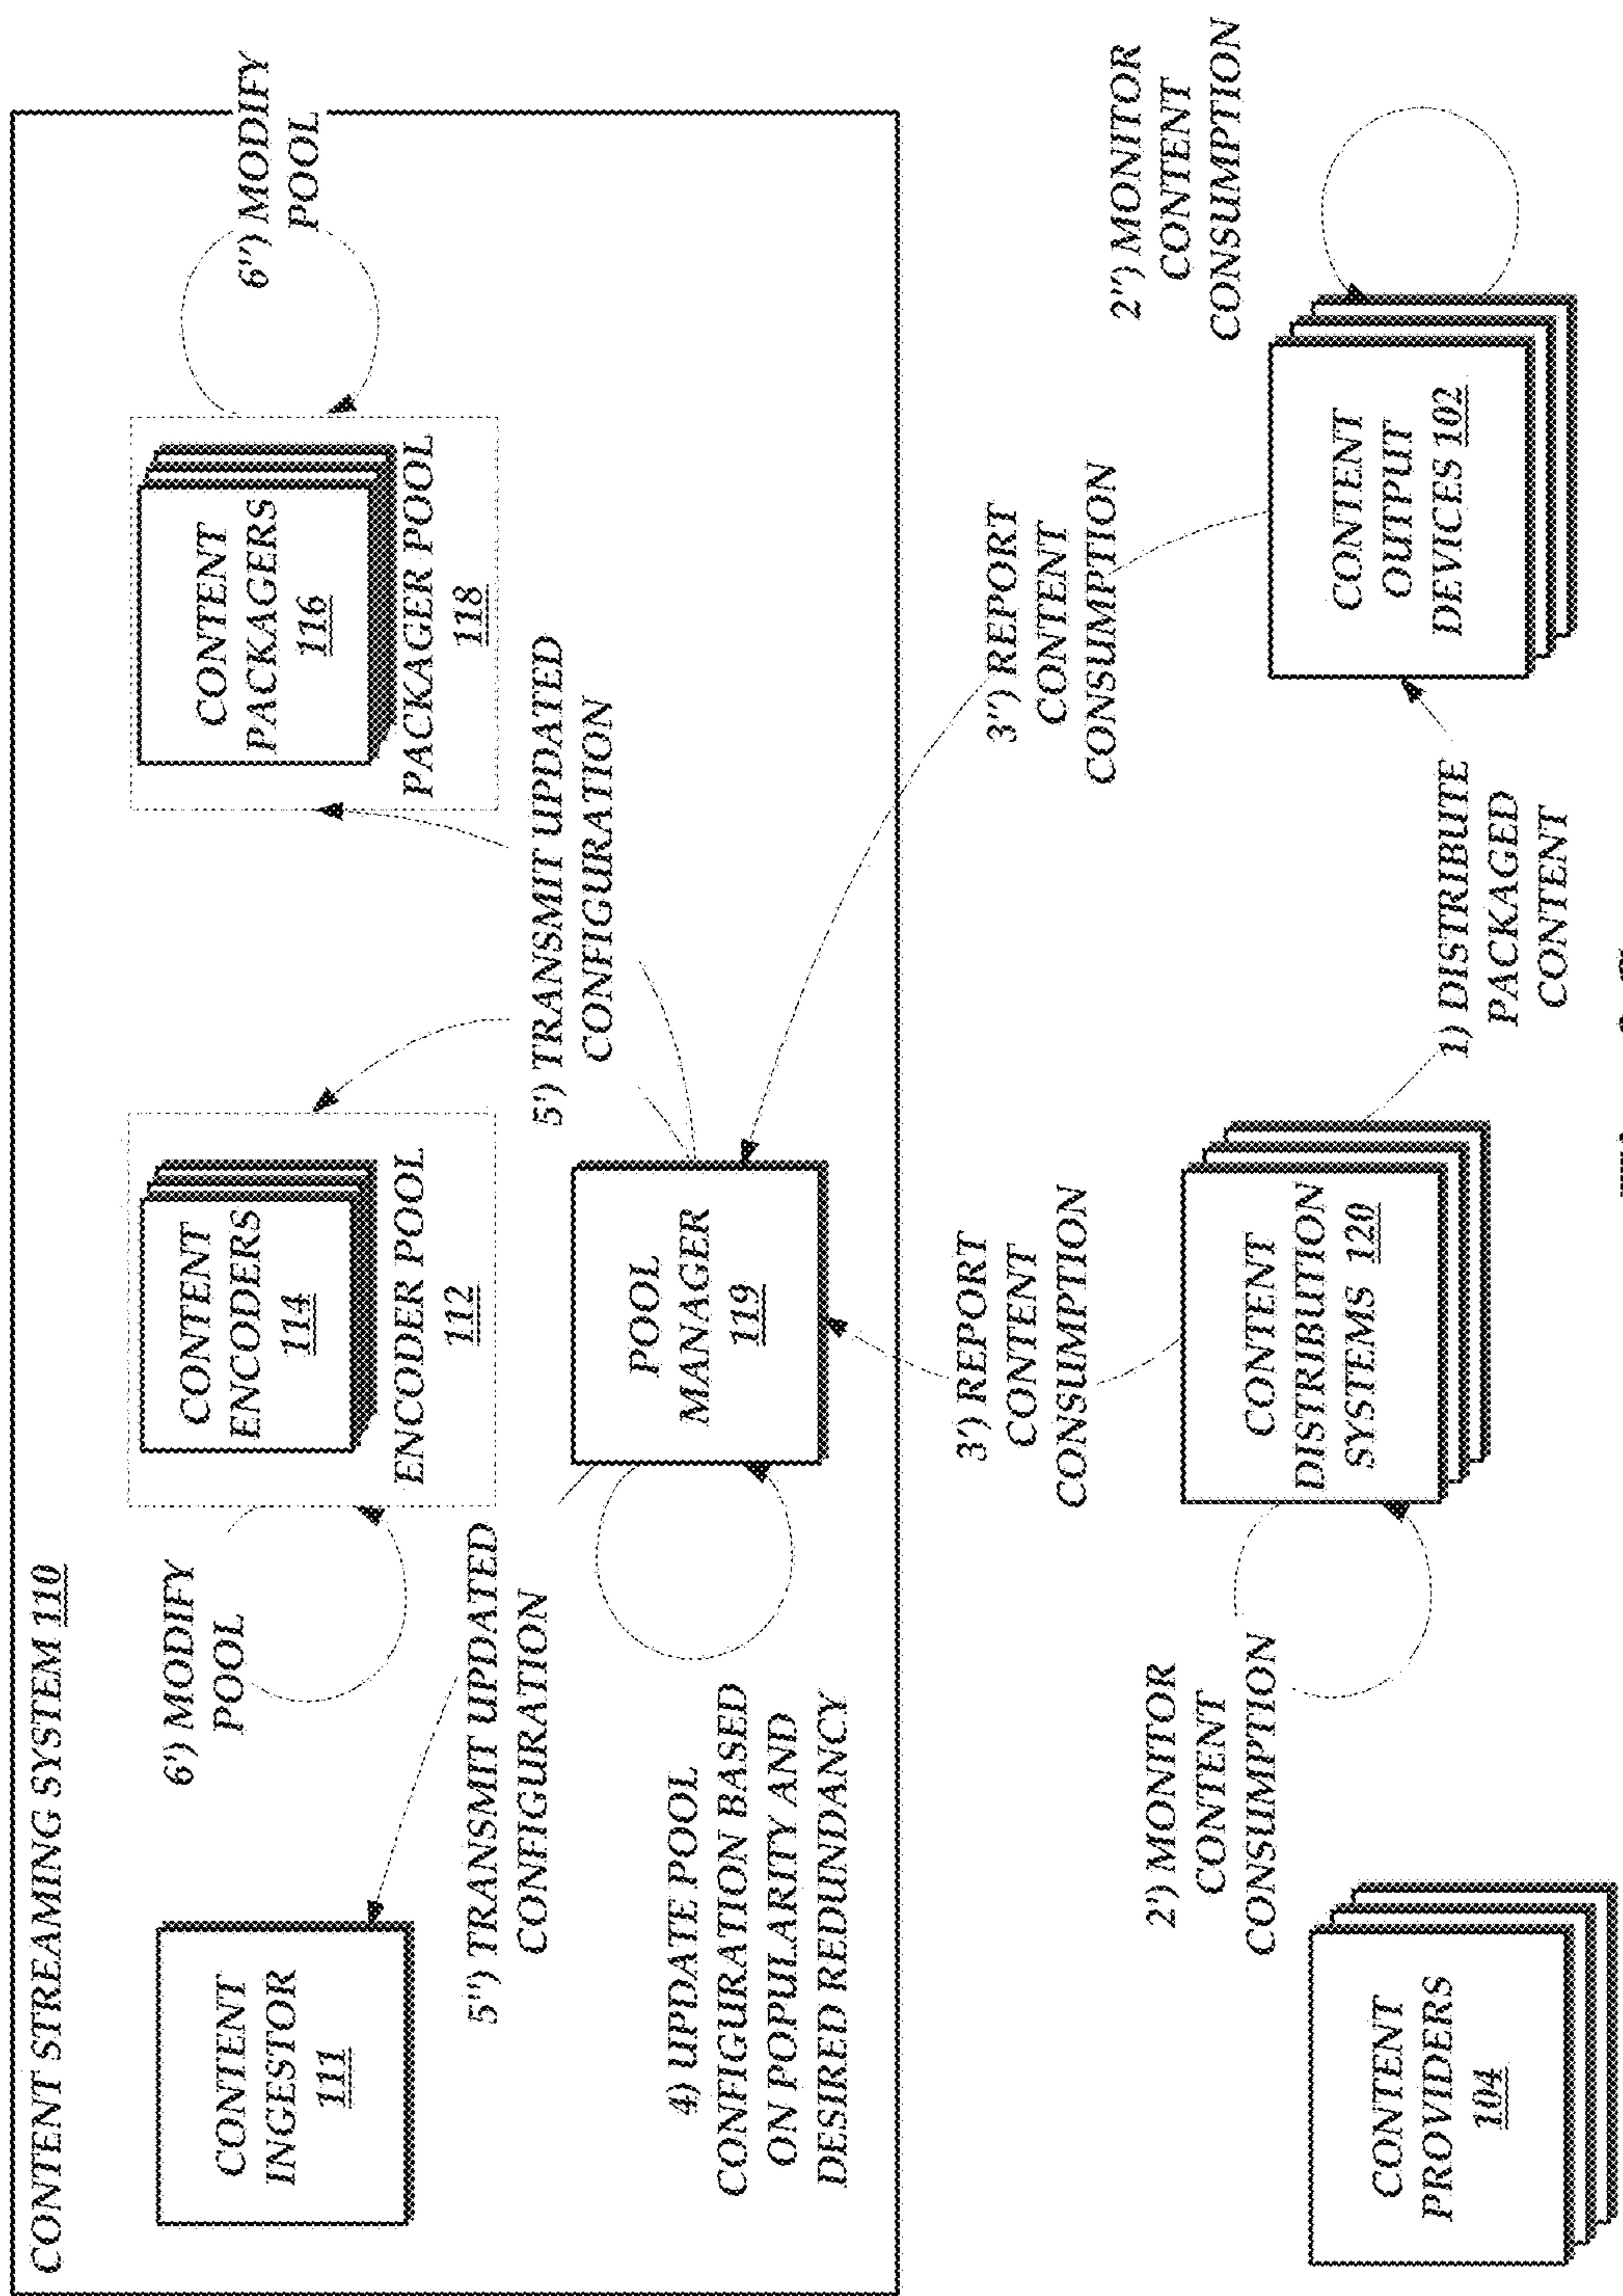 CONTENT STREAMING SYSTEM 110
CONTENT
INGESTOR
111
6') MODIFY
POOL
CONTENT
ENCODERS
114
ENCODER POOL
112
CONTENT
PACKAGERS
116
PACKAGER POOL
118
6'') MODIFY
POOL
5'') TRANSMIT UPDATED
CONFIGURATION
5') TRANSMIT UPDATED
CONFIGURATION
4) UPDATE POOL
CONFIGURATION BASED
ON POPULARITY AND
DESIRED REDUNDANCY
POOL
MANAGER
119
3') REPORT
CONTENT
CONSUMPTION
3'') REPORT
CONTENT
CONSUMPTION
2') MONITOR
CONTENT
CONSUMPTION
2'') MONITOR
CONTENT
CONSUMPTION
CONTENT
PROVIDERS
104
CONTENT
DISTRIBUTION
SYSTEMS 120
1) DISTRIBUTE
PACKAGED
CONTENT
CONTENT
OUTPUT
DEVICES 102